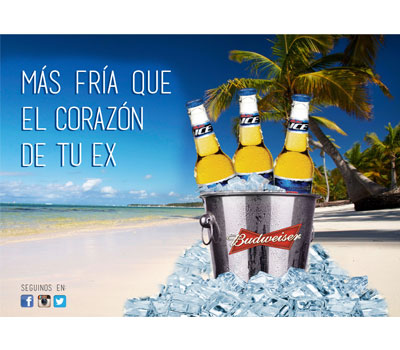 MÁS FRÍA QUE
EL CORAZÓN
DE TU EX
ICE
ICE
ICE
Budweiser
SEGUINOS EN